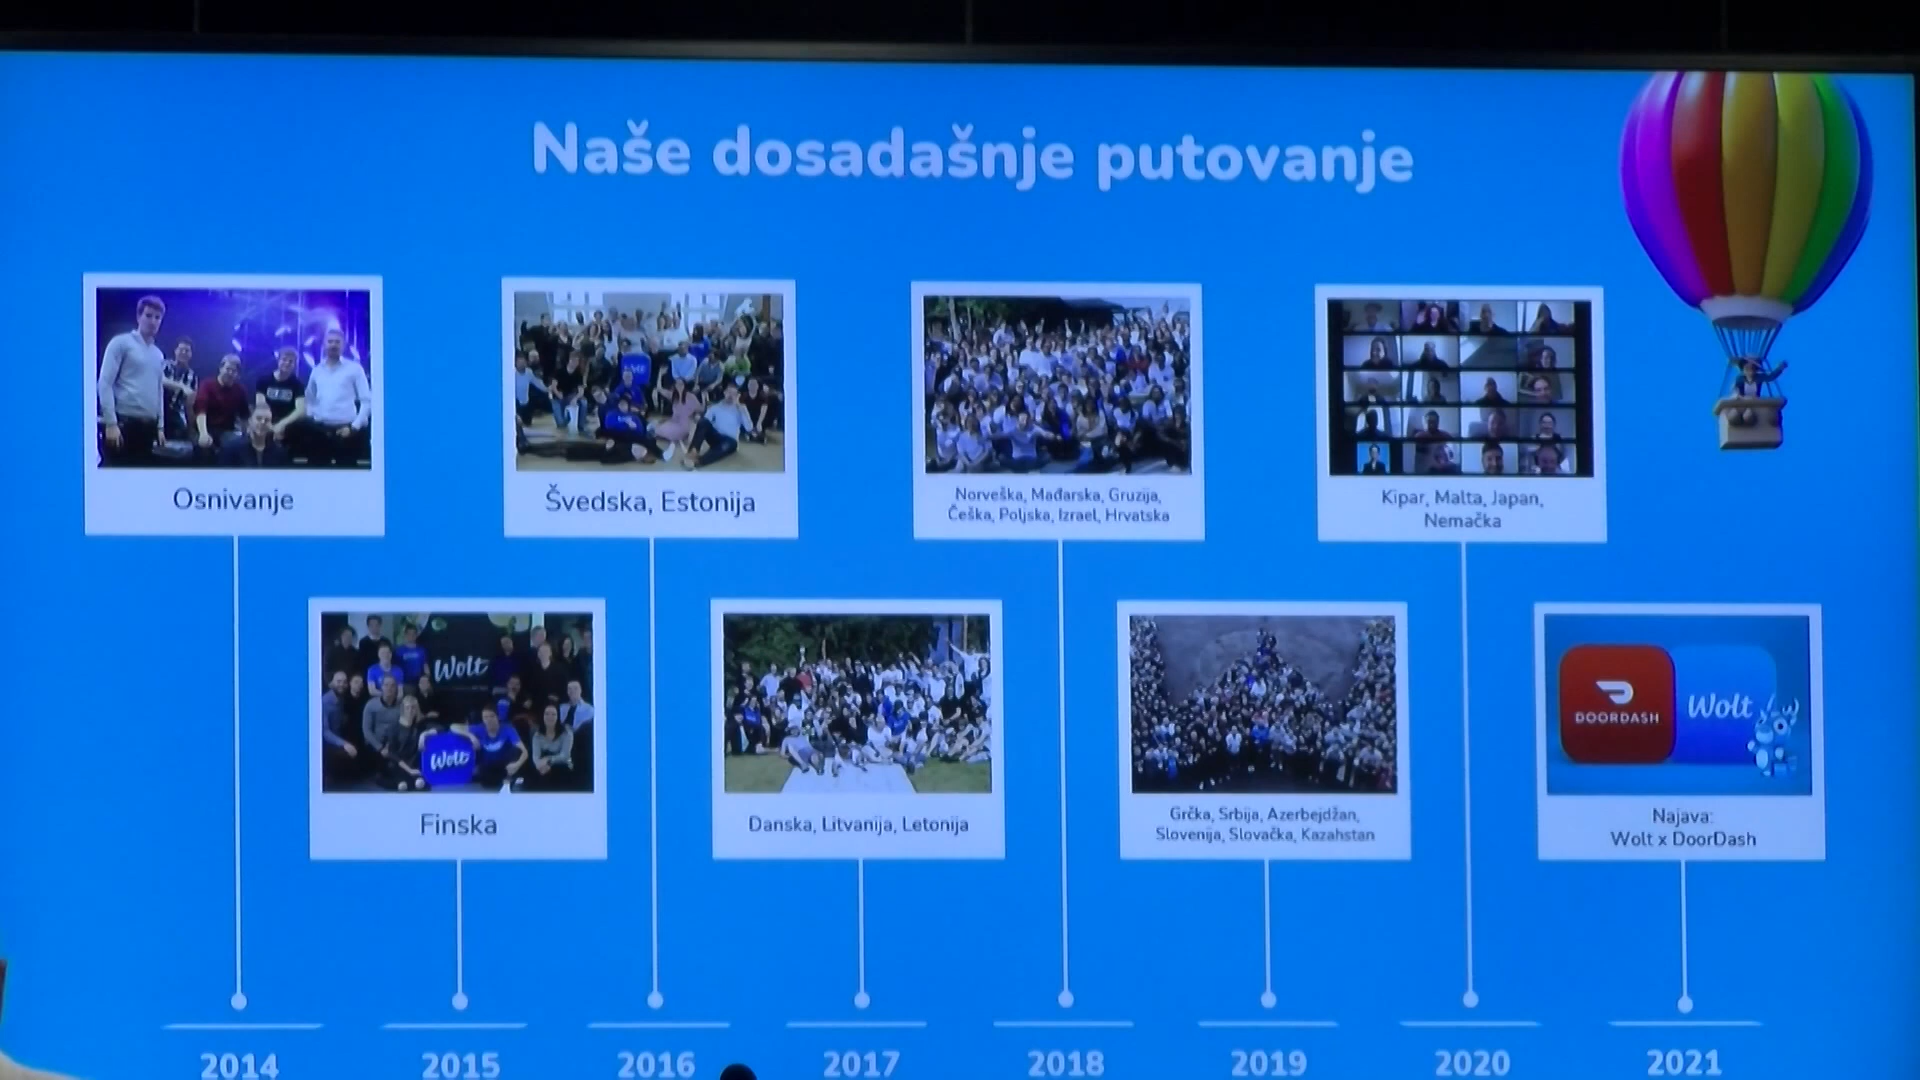 Naše dosadašnje putovanje
Osnivanje
Švedska, Estonija
Norveška, Mađarska, Gruzija,
Češka, Poljska, Izrael, Hrvatska
Kipar, Malta, Japan,
Nemačka
Wolt
Wolt
Finska
Danska, Litvanija, Letonija
Grčka, Srbija, Azerbejdžan,
Slovenija, Slovačka, Kazahstan
DOORDASH
Wolt
Najava:
Wolt x DoorDash
2014 2015 2016 2017 2018 2019 2020 2021